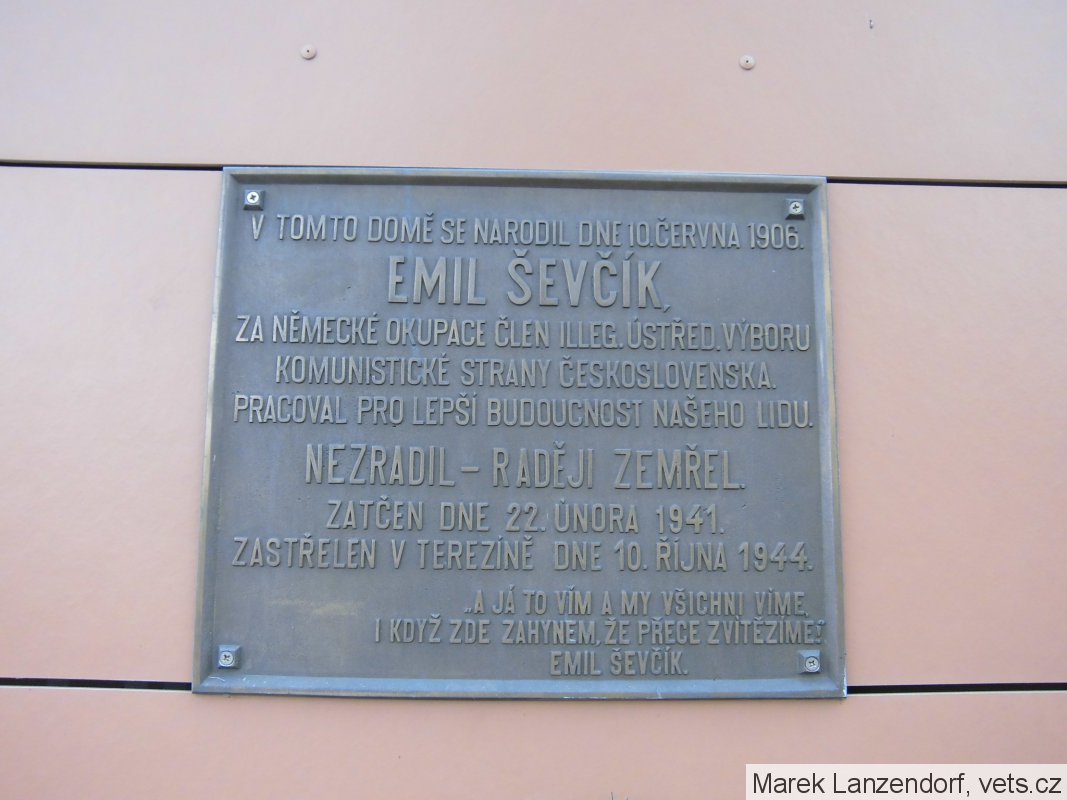 V TOMTO DOMĚ SE NARODIL DNE 10. ČERVNA 1906.
EMIL ŠEVČÍK,
ZA NĚMECKÉ OKUPACE ČLEN ILLEG. ÚSTŘED. VÝBORU
KOMUNISTICKÉ STRANY ČESKOSLOVENSKA.
PRACOVAL PRO LEPŠÍ BUDOUCNOST NAŠEHO LIDU.
NEZRADIL – RADĚJI ZEMŘEL.
ZATČEN DNE 22. ÚNORA 1941.
ZASTŘELEN V TEREZÍNĚ DNE 10. ŘÍJNA 1944.
„A JÁ TO VÍM A MY VŠICHNI VÍME,
I KDYŽ ZDE ZAHYNEM, ŽE PŘECE ZVÍTĚZÍME!"
EMIL ŠEVČÍK.
Marek Lanzendorf, vets.cz